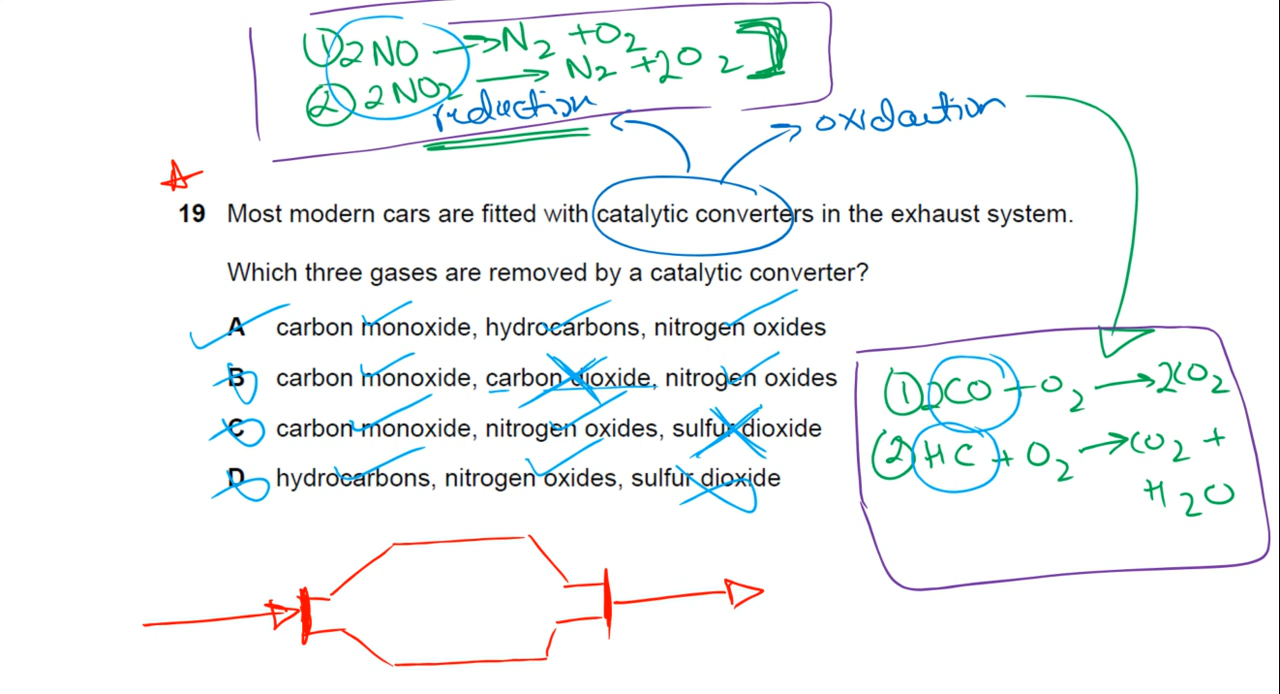 ① 2NO → N2 + O2
② 2NO2 → N2 + 2O2
reduction
oxidaction
19 Most modern cars are fitted with catalytic converters in the exhaust system.
Which three gases are removed by a catalytic converter?
A carbon monoxide, hydrocarbons, nitrogen oxides
B carbon monoxide, carbon dioxide, nitrogen oxides
C carbon monoxide, nitrogen oxides, sulfur dioxide
D hydrocarbons, nitrogen oxides, sulfur dioxide
① 2CO + O2 → 2CO2
② HC + O2 → CO2 +
H2O